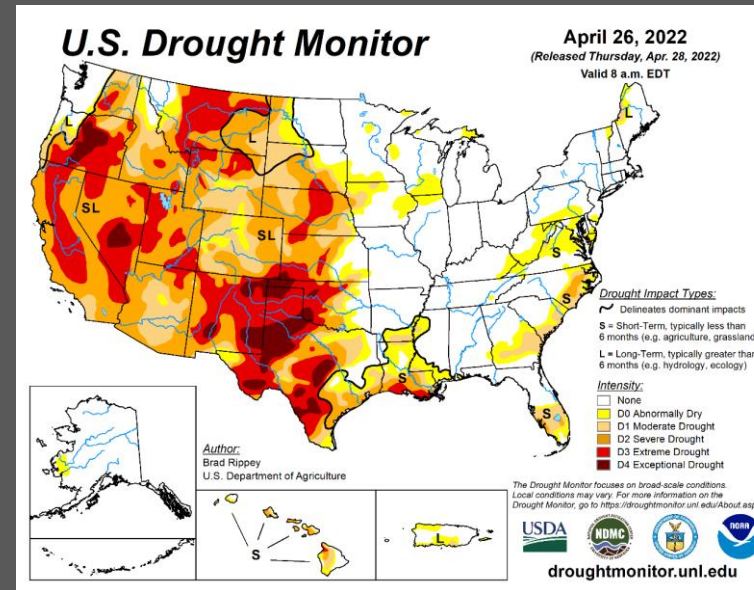 U.S. Drought Monitor
April 26, 2022
(Released Thursday, Apr. 28, 2022)
Valid 8 a.m. EDT
L
L
L
SL
SL
S
S
S
S
Drought Impact Types:
Delineates dominant impacts
S = Short-Term, typically less than
6 months (e.g. agriculture, grassland
L = Long-Term, typically greater than
6 months (e.g. hydrology, ecology)
Intensity:
None
D0 Abnormally Dry
D1 Moderate Drought
D2 Severe Drought
D3 Extreme Drought
D4 Exceptional Drought
Author:
Brad Rippey
U.S. Department of Agriculture
S
L
The Drought Monitor focuses on broad-scale conditions.
Local conditions may vary. For more information on the
Drought Monitor, go to https://droughtmonitor.unl.edu/About.asp
USDA
NDMC
NOAA
droughtmonitor.unl.edu